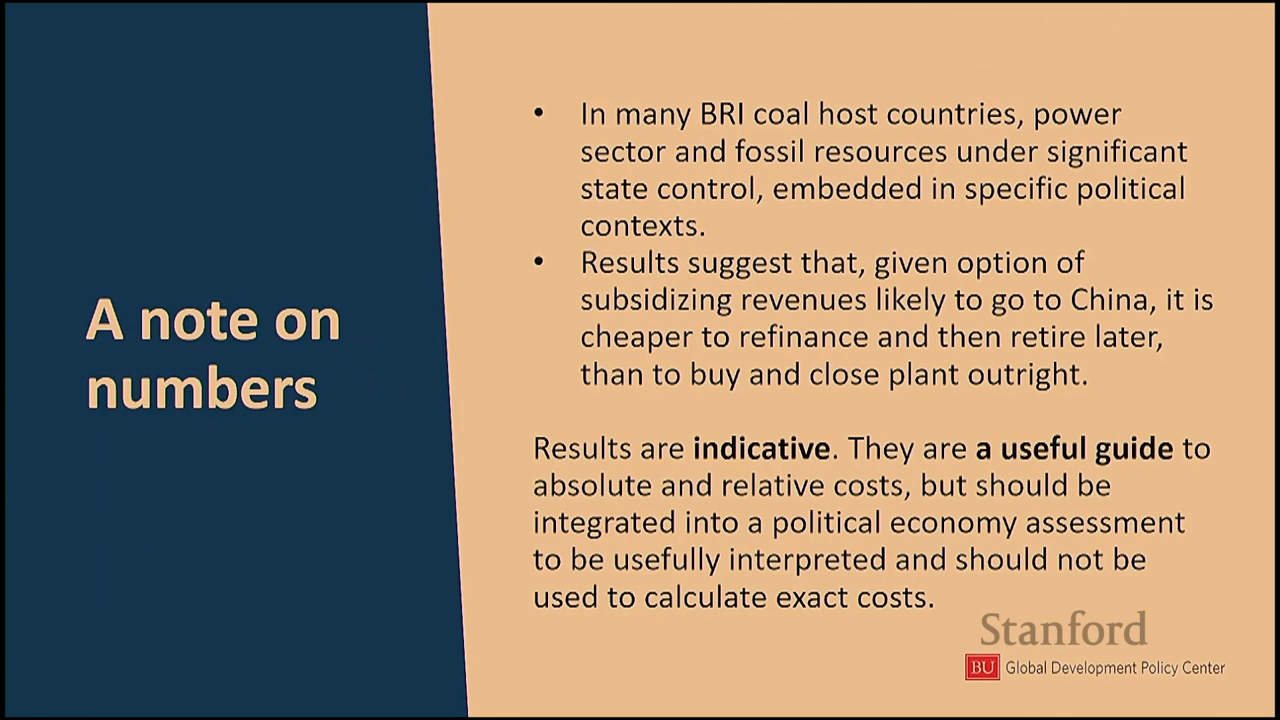 A note on
numbers
• In many BRI coal host countries, power
sector and fossil resources under significant
state control, embedded in specific political
contexts.
• Results suggest that, given option of
subsidizing revenues likely to go to China, it is
cheaper to refinance and then retire later,
than to buy and close plant outright.
Results are indicative. They are a useful guide to
absolute and relative costs, but should be
integrated into a political economy assessment
to be usefully interpreted and should not be
used to calculate exact costs.
Stanford
BU Global Development Policy Center